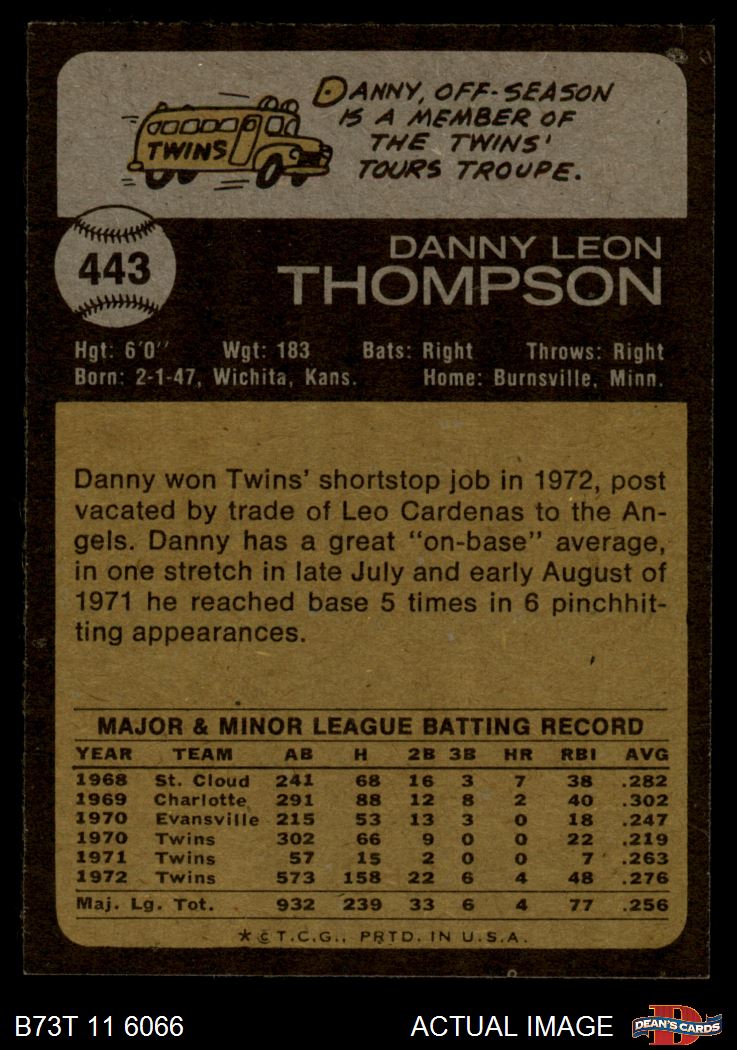 DANNY, OFF-SEASON
IS A MEMBER OF
THE TWINS'
TOURS TROUPE.
TWINS
443
DANNY LEON
THOMPSON
Hgt: 6'0" Wgt: 183 Bats: Right Throws: Right
Born: 2-1-47, Wichita, Kans. Home: Burnsville, Minn.
Danny won Twins' shortstop job in 1972, post
vacated by trade of Leo Cardenas to the An-
gels. Danny has a great "on-base" average,
in one stretch in late July and early August of
1971 he reached base 5 times in 6 pinchhit-
ting appearances.
MAJOR & MINOR LEAGUE BATTING RECORD
YEAR TEAM AB H 2B 3B HR RBI AVG
1968 St. Cloud 241 68 16 3 7 38 .282
1969 Charlotte 291 88 12 8 2 40 .302
1970 Evansville 215 53 13 3 0 18 .247
1970 Twins 302 66 9 0 0 22 .219
1971 Twins 57 15 2 0 0 7 .263
1972 Twins 573 158 22 6 4 48 .276
Maj. Lg. Tot. 932 239 33 6 4 77 .256
*© T.C.G., PRTD. IN U.S.A.
B73T 11 6066 ACTUAL IMAGE DEAN'S CARDS